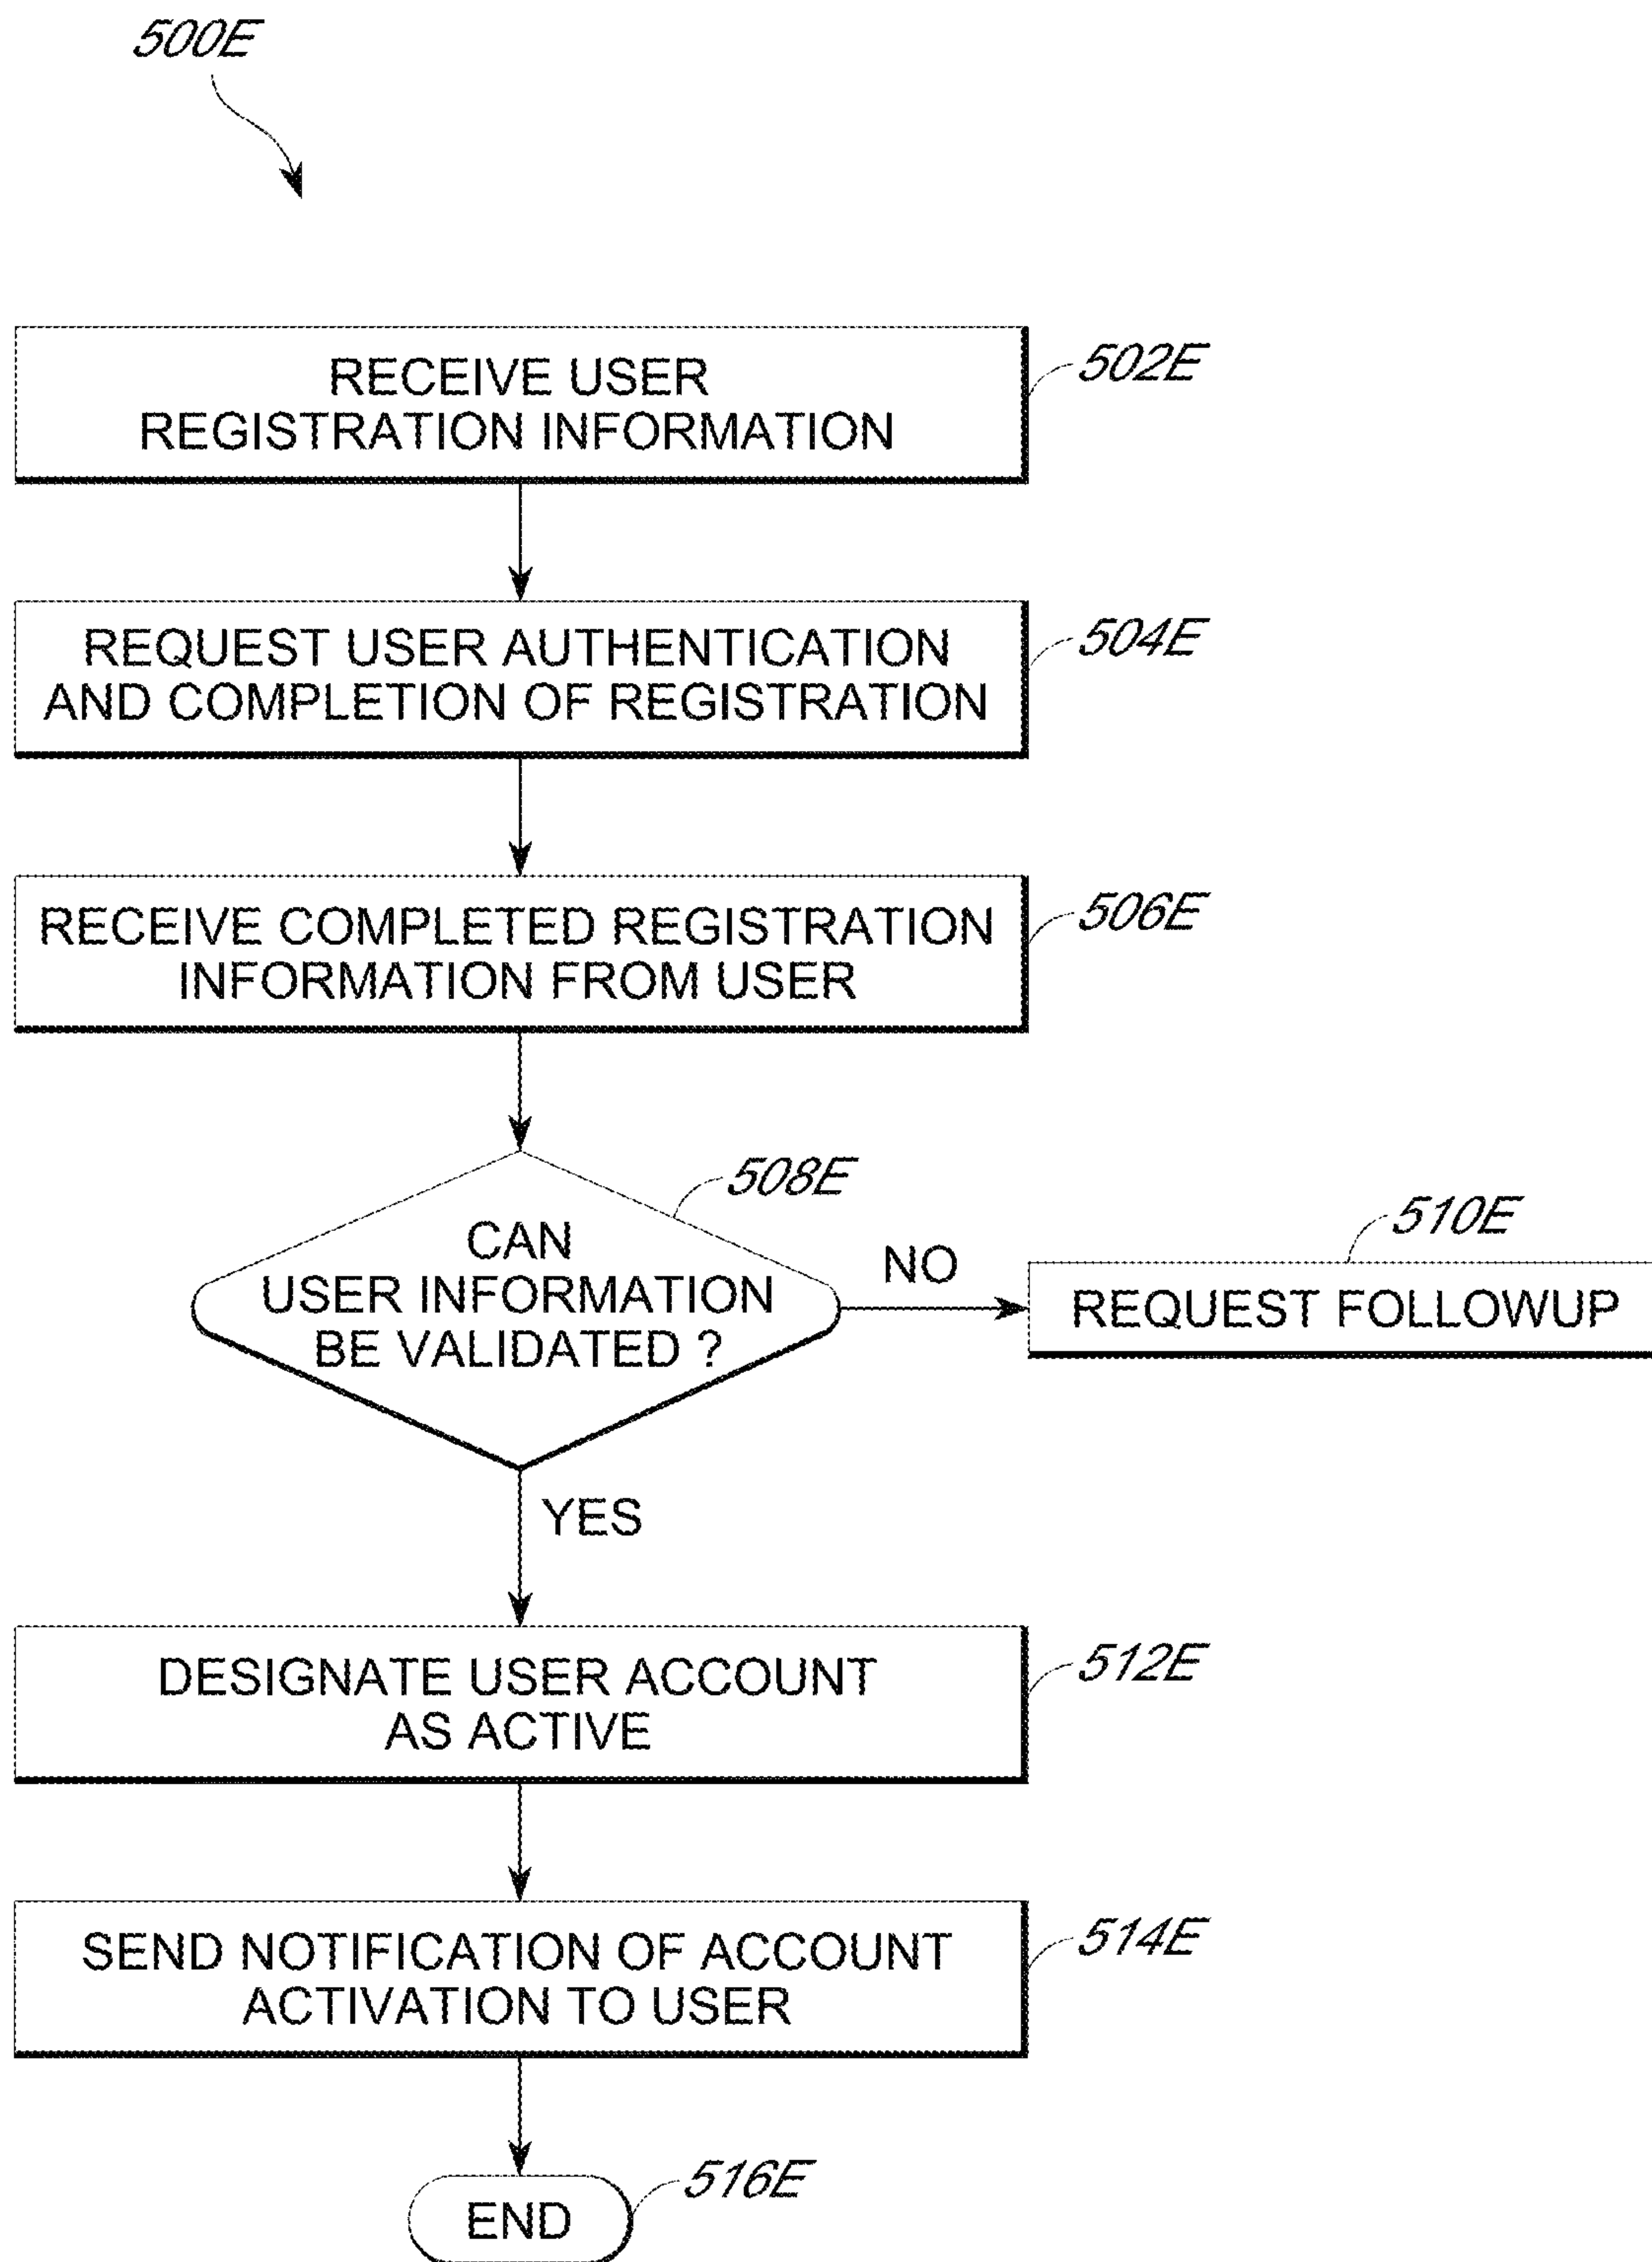 500E
RECEIVE USER
REGISTRATION INFORMATION
502E
REQUEST USER AUTHENTICATION
AND COMPLETION OF REGISTRATION
504E
RECEIVE COMPLETED REGISTRATION
INFORMATION FROM USER
506E
508E
CAN
USER INFORMATION
BE VALIDATED ?
NO
510E
REQUEST FOLLOWUP
YES
DESIGNATE USER ACCOUNT
AS ACTIVE
512E
SEND NOTIFICATION OF ACCOUNT
ACTIVATION TO USER
514E
END
516E